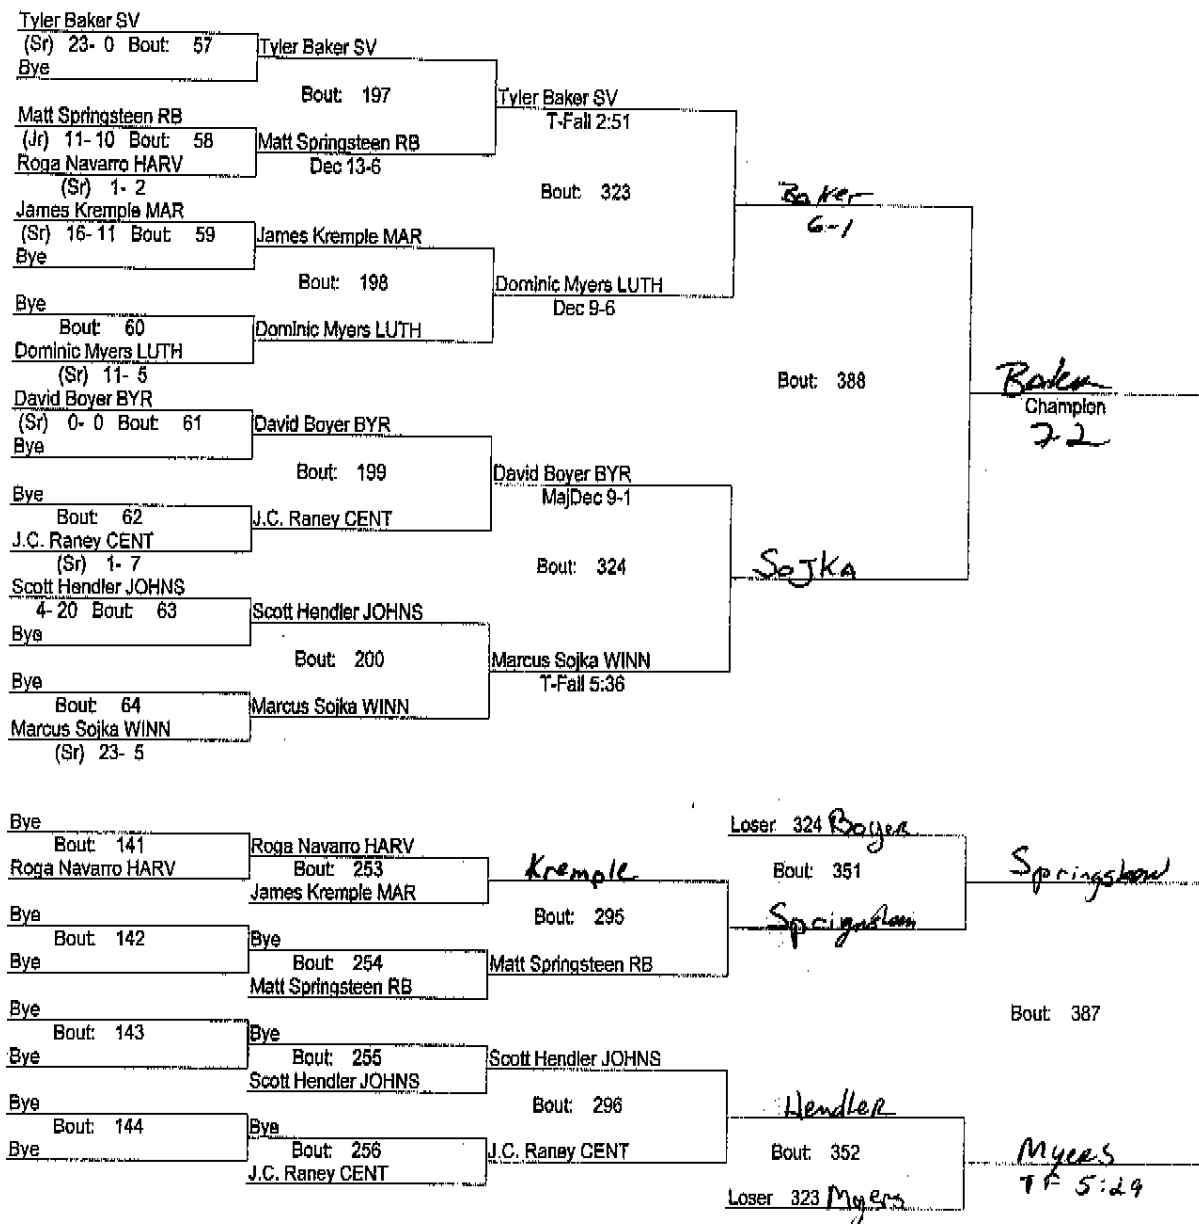 Tyler Baker SV
(Sr) 23- 0 Bout: 57
Bye
Tyler Baker SV
Bout: 197
Matt Springsteen RB
(Jr) 11- 10 Bout: 58
Roga Navarro HARV
(Sr) 1- 2
Matt Springsteen RB
Dec 13-6
Tyler Baker SV
T-Fall 2:51
Bout: 323
James Kremple MAR
(Sr) 16- 11 Bout: 59
Bye
James Kremple MAR
Bout: 198
Bye
Bout: 60
Dominic Myers LUTH
(Sr) 11- 5
Dominic Myers LUTH
Dominic Myers LUTH
Dec 9-6
Baker
6-1
Bout: 388
David Boyer BYR
(Sr) 0- 0 Bout: 61
Bye
David Boyer BYR
Bout: 199
Bye
Bout: 62
J.C. Raney CENT
(Sr) 1- 7
J.C. Raney CENT
David Boyer BYR
MajDec 9-1
Bout: 324
Scott Hendler JOHNS
4- 20 Bout: 63
Bye
Scott Hendler JOHNS
Bout: 200
Bye
Bout: 64
Marcus Sojka WINN
(Sr) 23- 5
Marcus Sojka WINN
Marcus Sojka WINN
T-Fall 5:36
Sojka
Baker
Champion
7-2
Bye
Bout: 141
Roga Navarro HARV
Roga Navarro HARV
Bout: 253
James Kremple MAR
Kremple
Bout: 295
Bye
Bout: 142
Bye
Bye
Bout: 254
Matt Springsteen RB
Matt Springsteen RB
Loser 324 Boyer
Bout: 351
Bye
Bout: 143
Bye
Bye
Bout: 255
Scott Hendler JOHNS
Scott Hendler JOHNS
Bout: 296
Bye
Bout: 144
Bye
Bye
Bout: 256
J.C. Raney CENT
J.C. Raney CENT
Hendler
Bout: 352
Loser 323 Myers
Bout: 387
Myers
TF 5:29